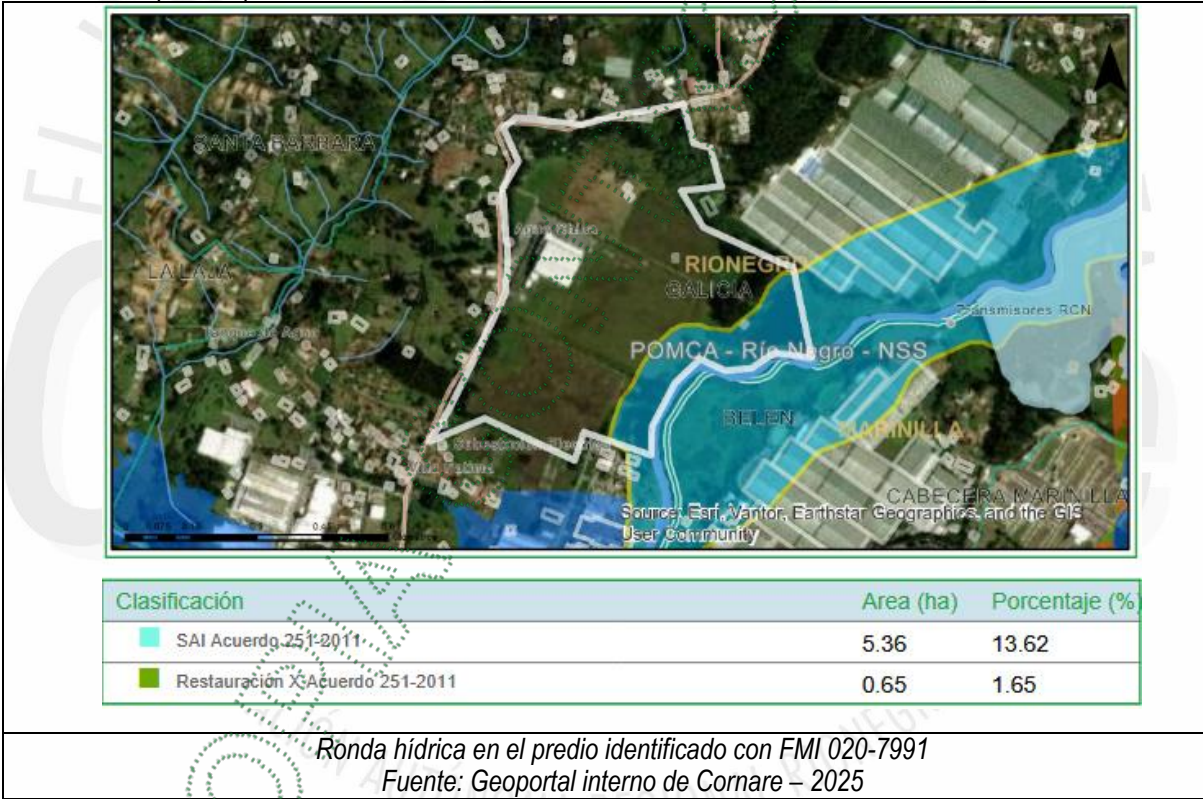 SANTA BARBARA
LA LAJA
RIONEGRO
GALICIA
Transmisores RCN
POMCA - Río Negro - NSS
BELEN
MARINILLA
CABECERA MARINILLA
Source: Esri, Vantor, Earthstar Geographics, and the GIS
User Community
Clasificación Area (ha) Porcentaje (%)
SAI Acuerdo 251-2011 5.36 13.62
Restauración X Acuerdo 251-2011 0.65 1.65
Ronda hídrica en el predio identificado con FMI 020-7991
Fuente: Geoportal interno de Cornare – 2025